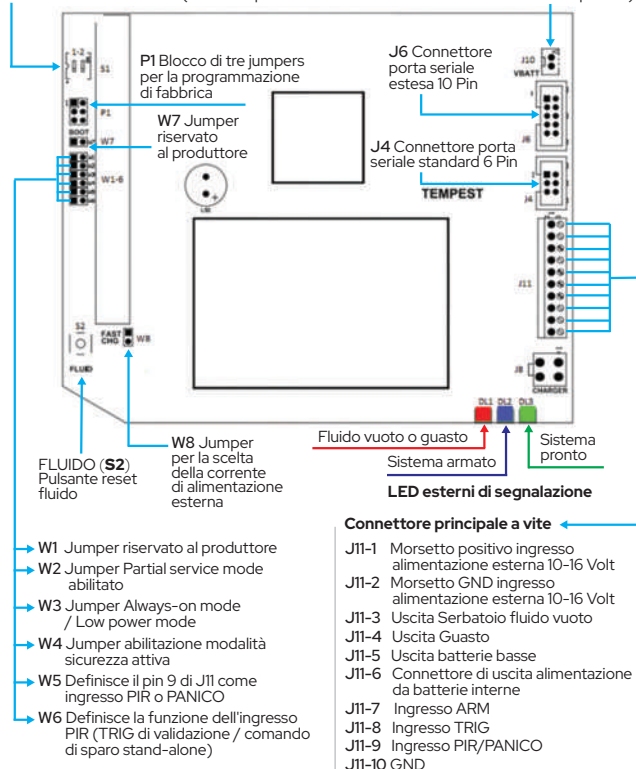 1-2
S1
P1 Blocco di tre jumpers
per la programmazione
di fabbrica
J6 Connettore
porta seriale
estesa 10 Pin
J10
VBATT
P1
W7 Jumper
riservato
al produttore
BOOT
W7
J6
J4 Connettore porta
seriale standard 6 Pin
W1-6
TEMPEST
J4
J11
S2
FAST
CHG
W8
FLUID
J8
CHARGER
DL1 DL2 DL3
FLUIDO (S2)
Pulsante reset
fluido
W8 Jumper
per la scelta
della corrente
di alimentazione
esterna
Fluido vuoto o guasto
Sistema armato
Sistema
pronto
LED esterni di segnalazione
W1 Jumper riservato al produttore
W2 Jumper Partial service mode
abilitato
W3 Jumper Always-on mode
/ Low power mode
W4 Jumper abilitazione modalità
sicurezza attiva
W5 Definisce il pin 9 di J11 come
ingresso PIR o PANICO
W6 Definisce la funzione dell'ingresso
PIR (TRIG di validazione / comando
di sparo stand-alone)
Connettore principale a vite
J11-1 Morsetto positivo ingresso
alimentazione esterna 10-16 Volt
J11-2 Morsetto GND ingresso
alimentazione esterna 10-16 Volt
J11-3 Uscita Serbatoio fluido vuoto
J11-4 Uscita Guasto
J11-5 Uscita batterie basse
J11-6 Connettore di uscita alimentazione
da batterie interne
J11-7 Ingresso ARM
J11-8 Ingresso TRIG
J11-9 Ingresso PIR/PANICO
J11-10 GND